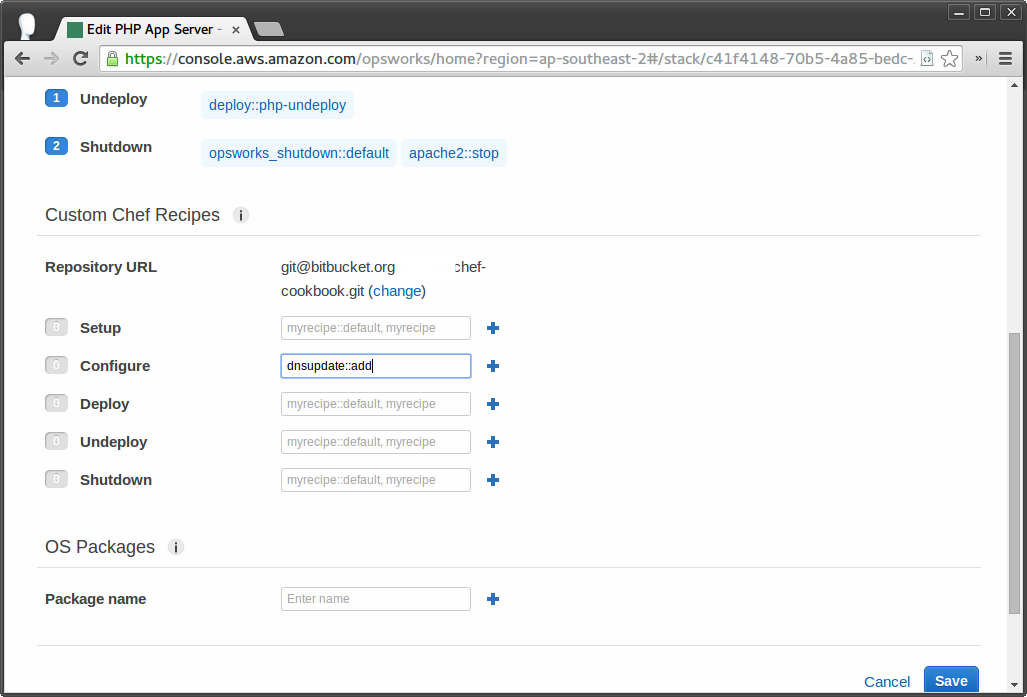 Edit PHP App Server -
https://console.aws.amazon.com/opsworks/home?region=ap-southeast-2#/stack/c41f4148-70b5-4a85-bedc-
1 Undeploy deploy::php-undeploy
2 Shutdown opsworks_shutdown::default apache2::stop
Custom Chef Recipes i
Repository URL git@bitbucket.org chef-
cookbook.git (change)
0 Setup myrecipe::default, myrecipe
0 Configure dnsupdate::add
0 Deploy myrecipe::default, myrecipe
0 Undeploy myrecipe::default, myrecipe
0 Shutdown myrecipe::default, myrecipe
OS Packages i
Package name Enter name
Cancel Save